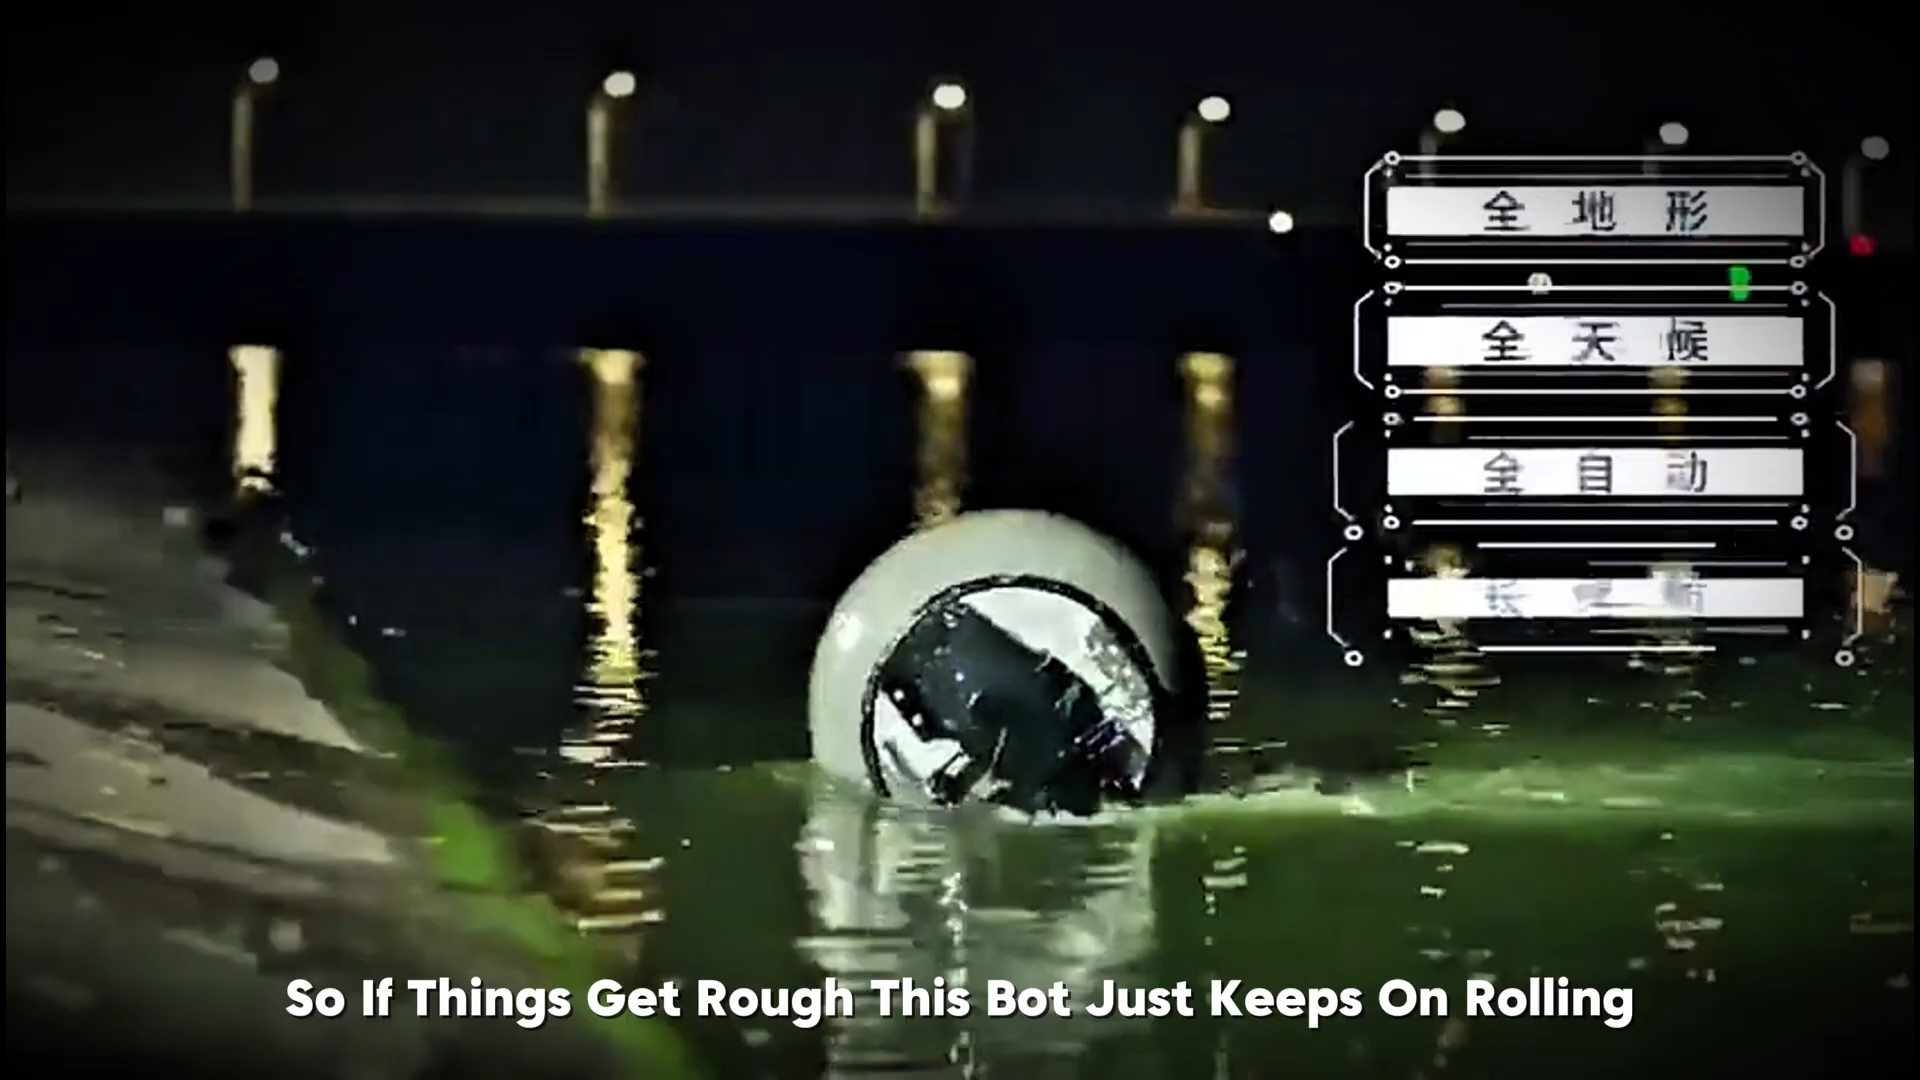 全地形
全天候
全自动
So If Things Get Rough This Bot Just Keeps On Rolling